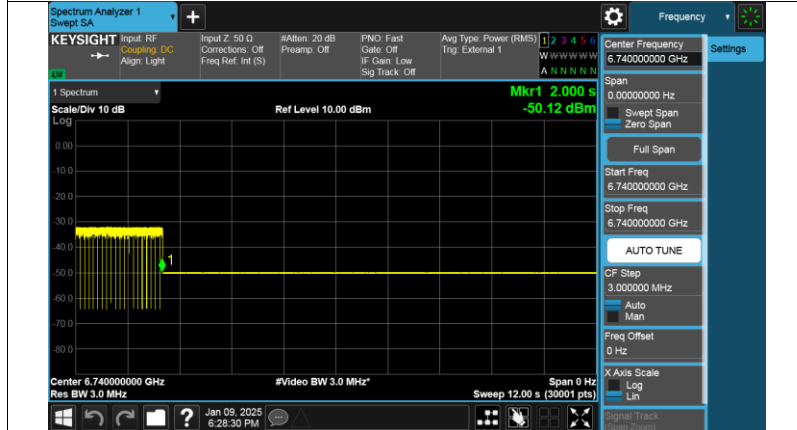 Spectrum Analyzer 1
Swept SA
+
Frequency
KEYSIGHT
Input: RF
Coupling: DC
Align: Light
Input Z: 50 Ω
Corrections: Off
Freq Ref: Int (S)
#Atten: 20 dB
Preamp: Off
PNO: Fast
Gate: Off
IF Gain: Low
Sig Track: Off
Avg Type: Power (RMS)
Trig: External 1
1 2 3 4 5 6
W W W W W W
A N N N N N
LXI
1 Spectrum
Scale/Div 10 dB
Ref Level 10.00 dBm
Mkr1 2.000 s
-50.12 dBm
Log
0.00
-10.0
-20.0
-30.0
-40.0
-50.0
-60.0
-70.0
-80.0
1
Center 6.740000000 GHz
Res BW 3.0 MHz
#Video BW 3.0 MHz*
Span 0 Hz
Sweep 12.00 s (30001 pts)
?
Jan 09, 2025
6:28:30 PM
Center Frequency
6.740000000 GHz
Span
0.00000000 Hz
Swept Span
Zero Span
Full Span
Start Freq
6.740000000 GHz
Stop Freq
6.740000000 GHz
AUTO TUNE
CF Step
3.000000 MHz
Auto
Man
Freq Offset
0 Hz
X Axis Scale
Log
Lin
Signal Track
(Span Zoom)
Settings